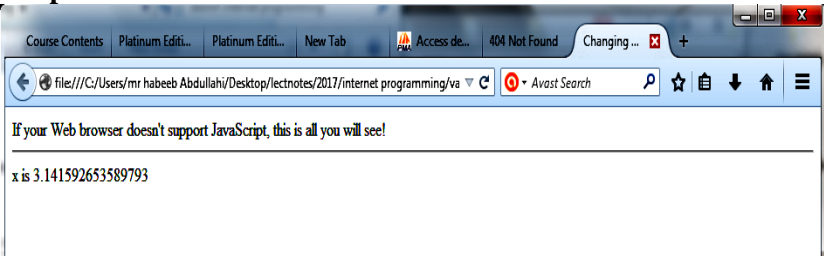 Course Contents Platinum Editi... Platinum Editi... New Tab PMA Access de... 404 Not Found Changing ... +
file:///C:/Users/mr habeeb Abdullahi/Desktop/lectnotes/2017/internet programming/va Avast Search
If your Web browser doesn't support JavaScript, this is all you will see!
x is 3.141592653589793